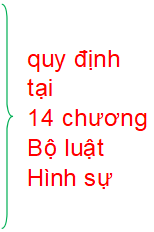 quy định
tại
14 chương
Bộ luật
Hình sự